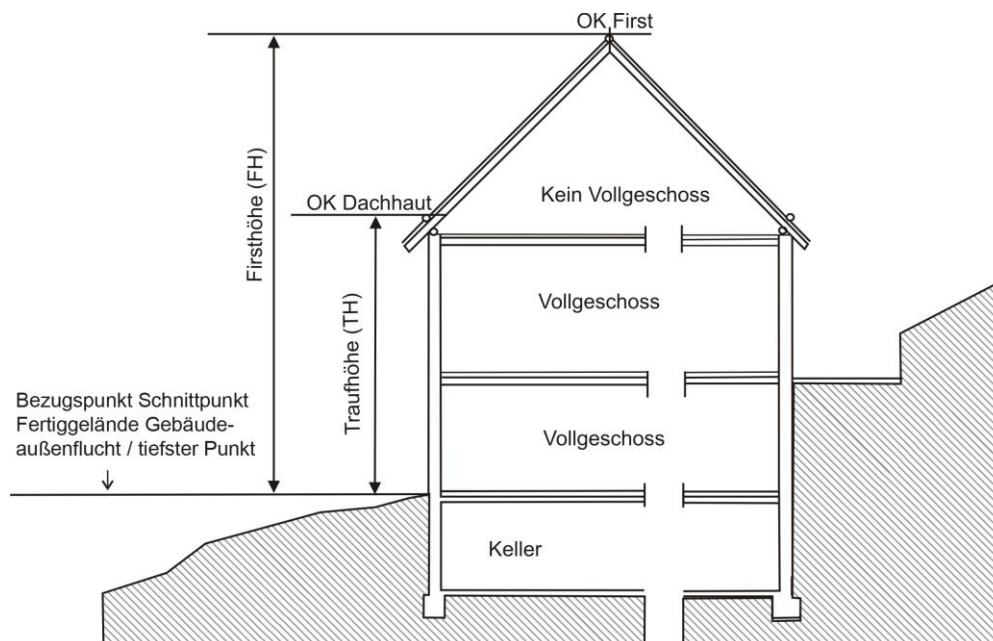 OK First
Firsthöhe (FH)
OK Dachhaut
Kein Vollgeschoss
Traufhöhe (TH)
Vollgeschoss
Bezugspunkt Schnittpunkt
Fertiggelände Gebäude-
außenflucht / tiefster Punkt
Vollgeschoss
Keller